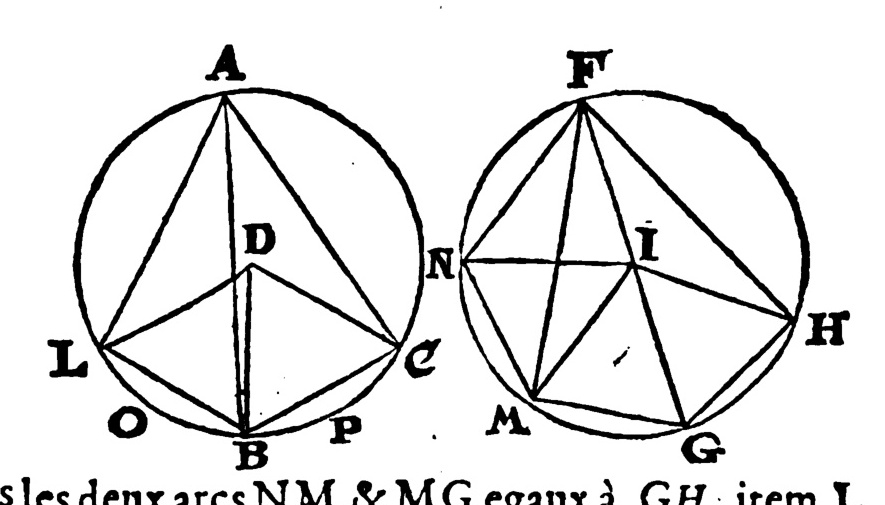 A F
D I
N
H
L C
O P M
B G
s les deux arcs NM & MG egaux à GH. item L